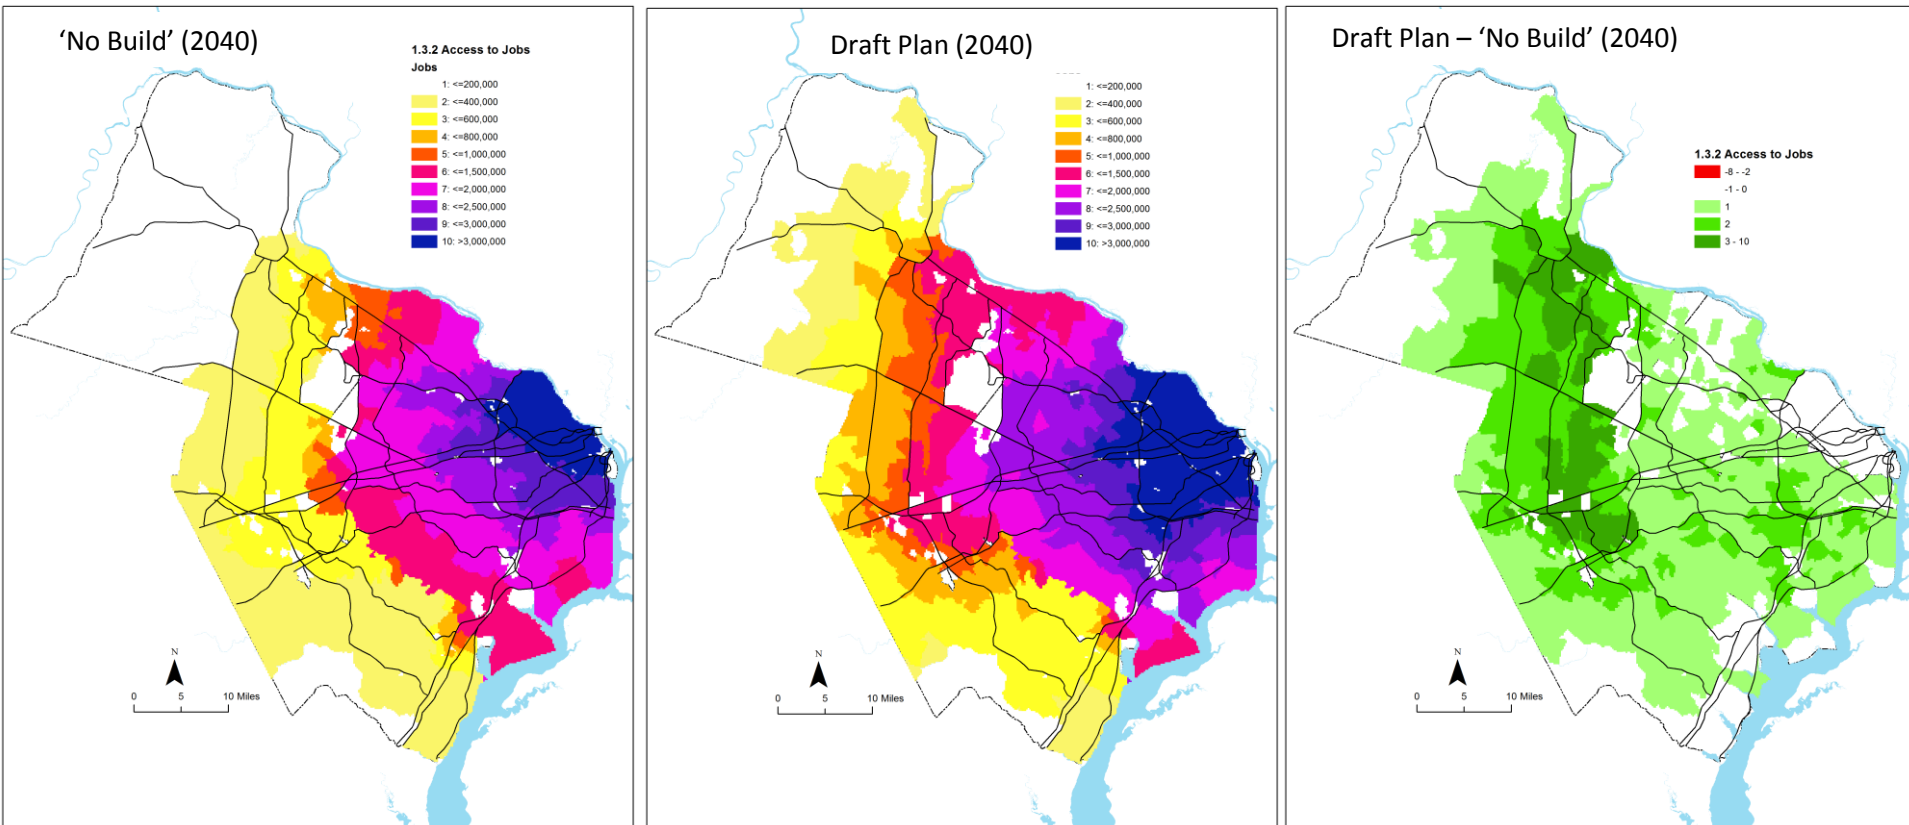 ‘No Build’ (2040)
1.3.2 Access to Jobs
Jobs
1: <=200,000
2: <=400,000
3: <=600,000
4: <=800,000
5: <=1,000,000
6: <=1,500,000
7: <=2,000,000
8: <=2,500,000
9: <=3,000,000
10: >3,000,000
N
0 5 10 Miles
Draft Plan (2040)
1: <=200,000
2: <=400,000
3: <=600,000
4: <=800,000
5: <=1,000,000
6: <=1,500,000
7: <=2,000,000
8: <=2,500,000
9: <=3,000,000
10: >3,000,000
N
0 5 10 Miles
Draft Plan – ‘No Build’ (2040)
1.3.2 Access to Jobs
-8 - -2
-1 - 0
1
2
3 - 10
N
0 5 10 Miles